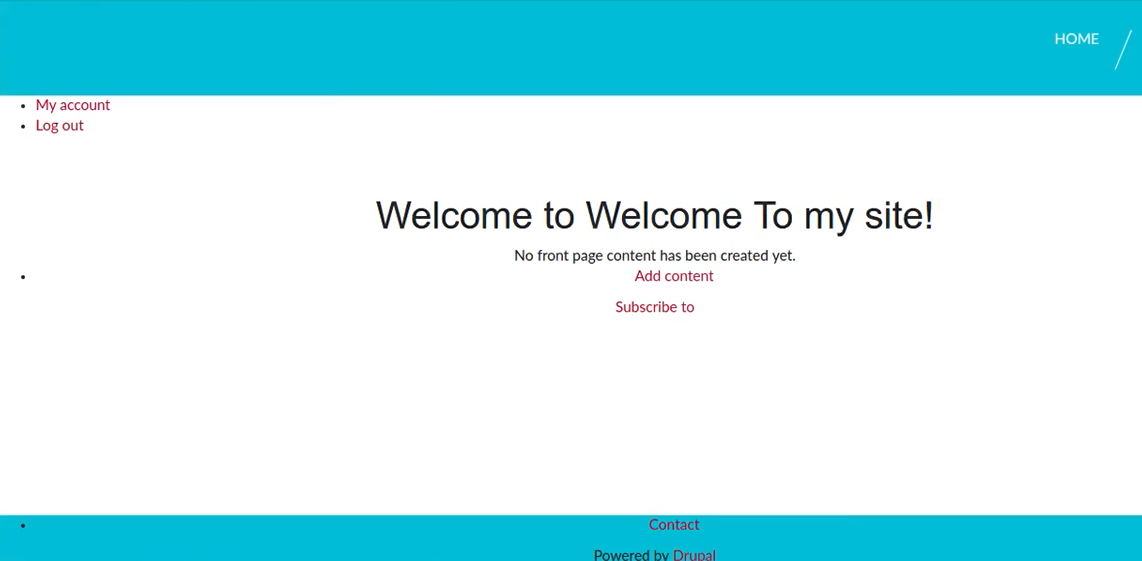 HOME
My account
Log out
Welcome to Welcome To my site!
No front page content has been created yet.
Add content
Subscribe to
Contact
Powered by Drupal